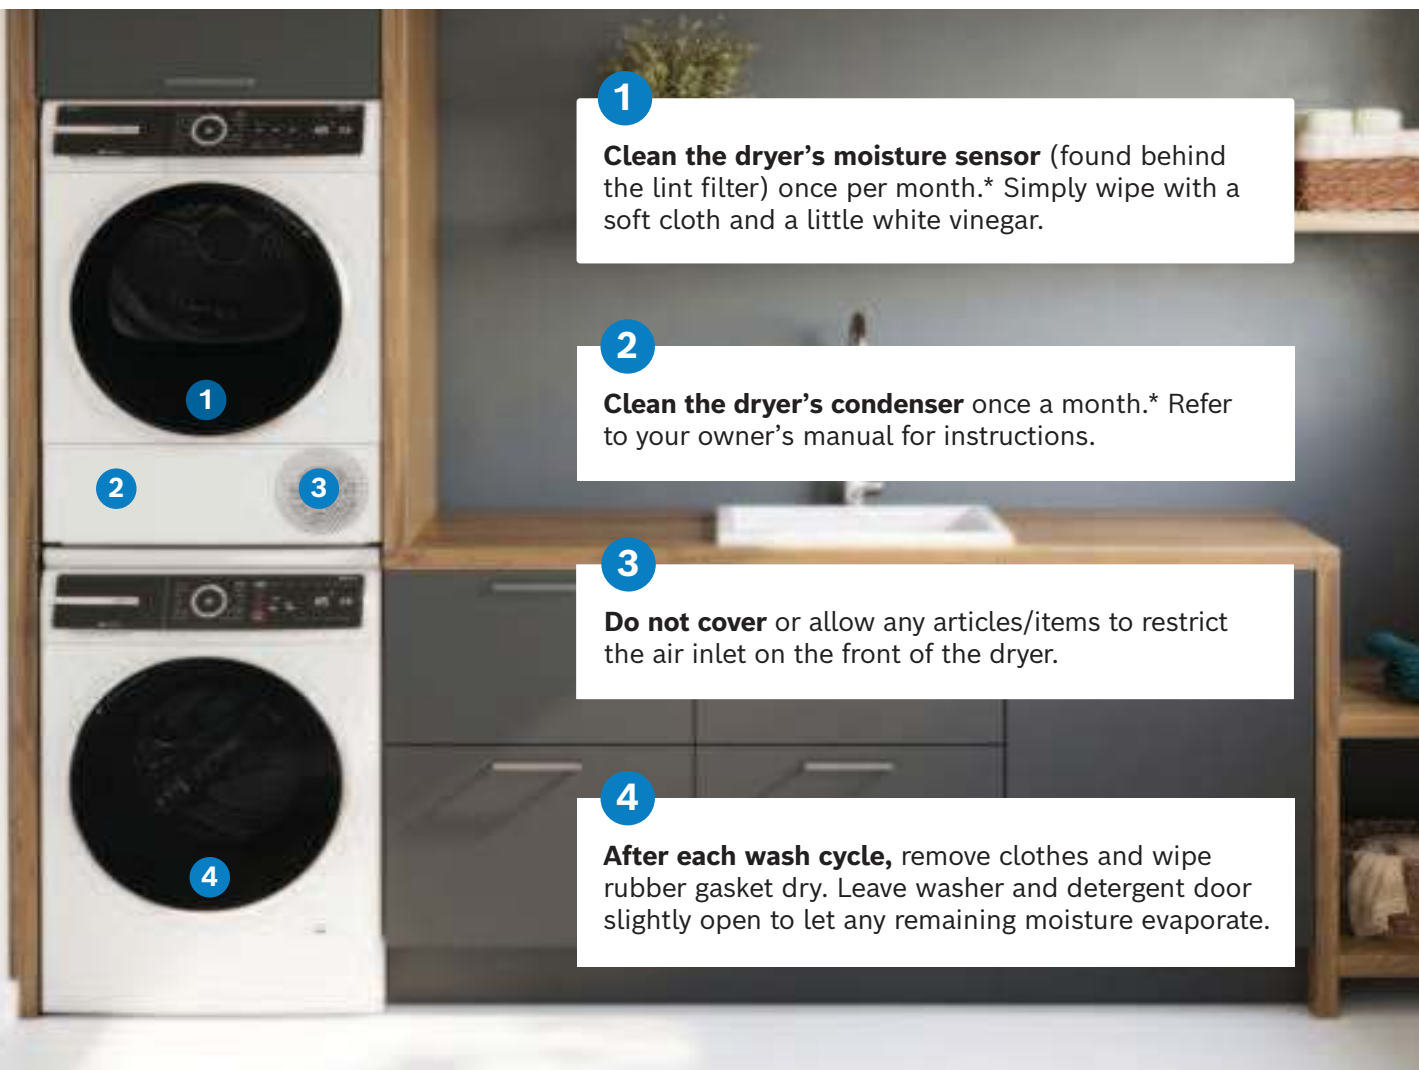 1
Clean the dryer's moisture sensor (found behind
the lint filter) once per month.* Simply wipe with a
soft cloth and a little white vinegar.
2
Clean the dryer's condenser once a month.* Refer
to your owner's manual for instructions.
3
Do not cover or allow any articles/items to restrict
the air inlet on the front of the dryer.
4
After each wash cycle, remove clothes and wipe
rubber gasket dry. Leave washer and detergent door
slightly open to let any remaining moisture evaporate.
1
2
3
4